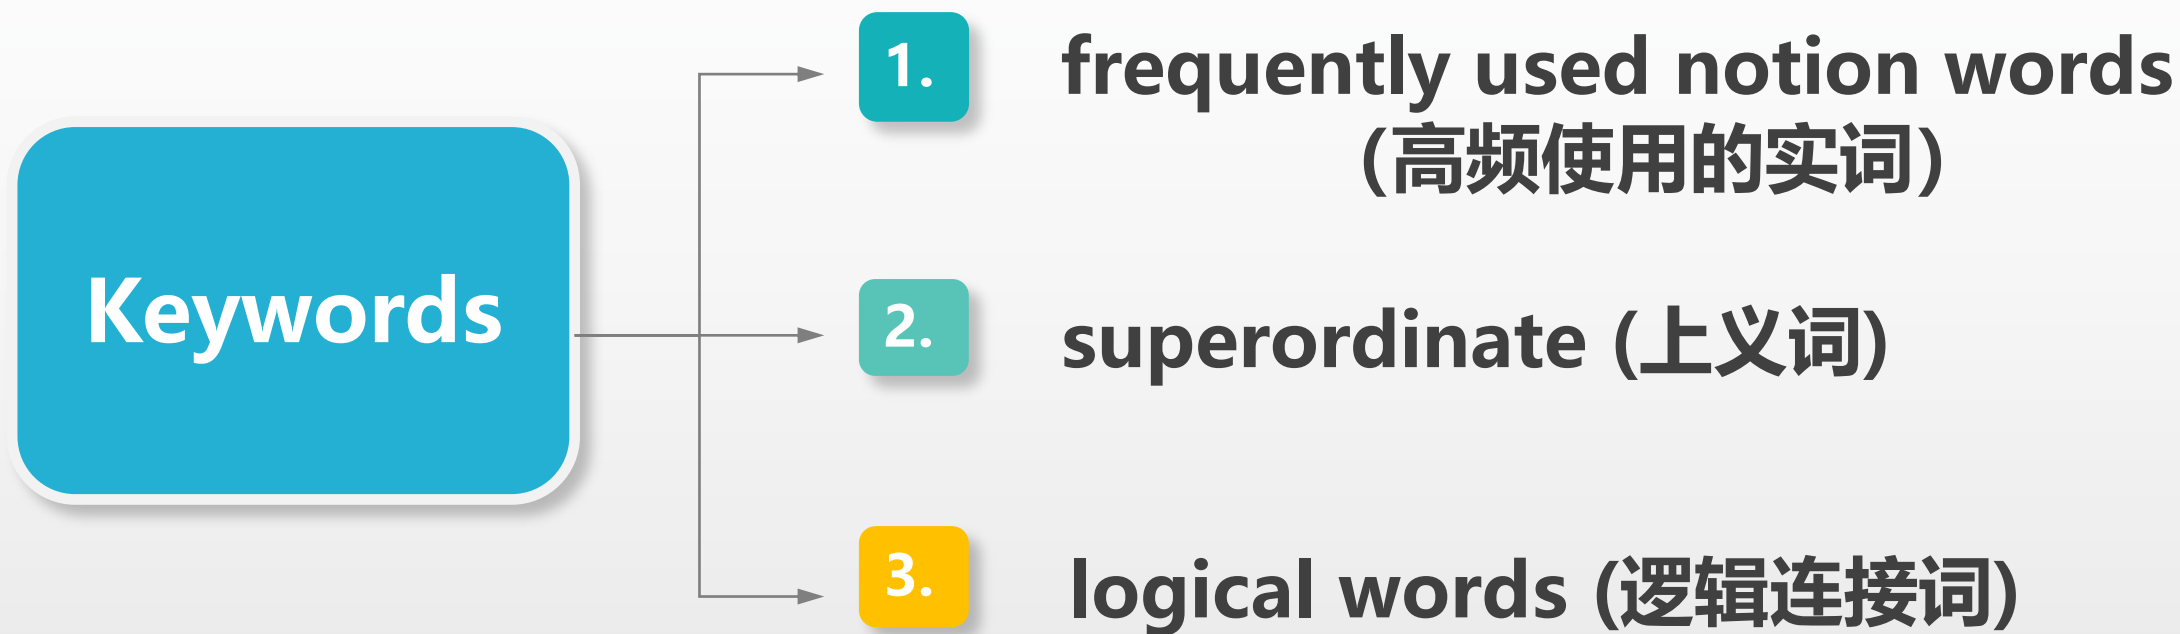 Keywords
1. frequently used notion words
(高频使用的实词)
2. superordinate (上义词)
3. logical words (逻辑连接词)